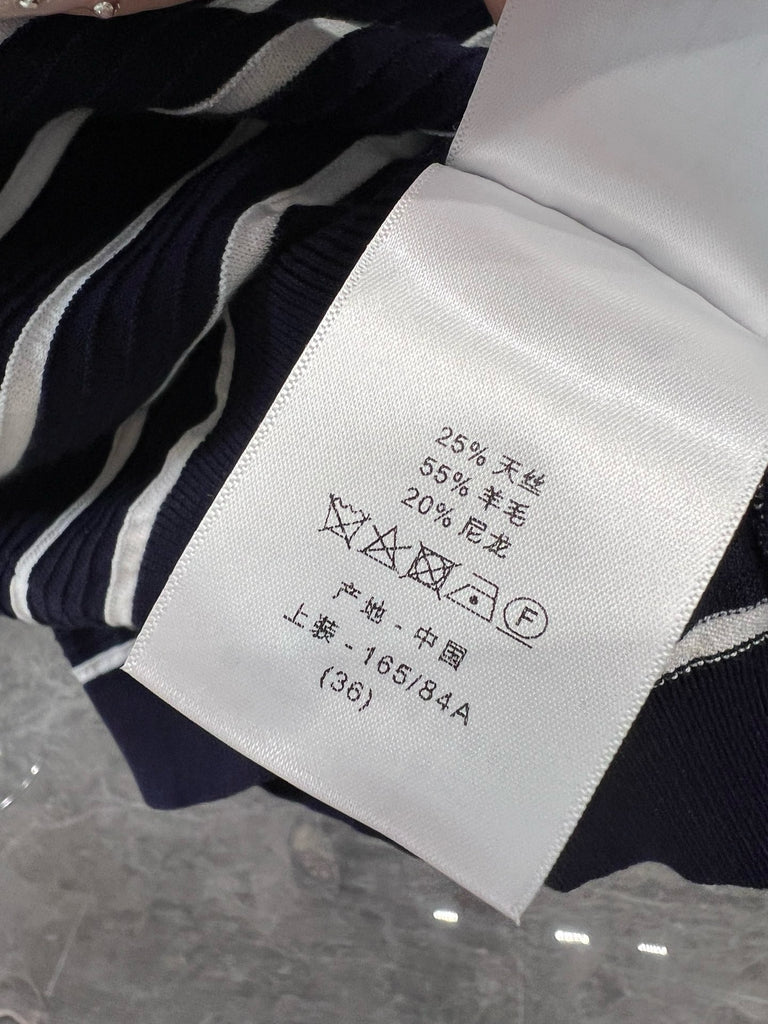 25% 天丝
55% 羊毛
20% 尼龙
F
产地 - 中国
上装 - 165/84A
(36)